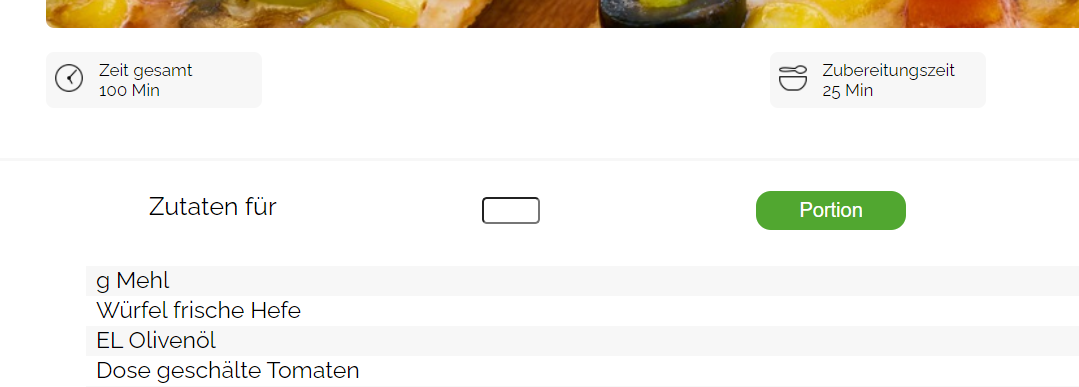 Zeit gesamt
100 Min
Zubereitungszeit
25 Min
Zutaten für
Portion
g Mehl
Würfel frische Hefe
EL Olivenöl
Dose geschälte Tomaten